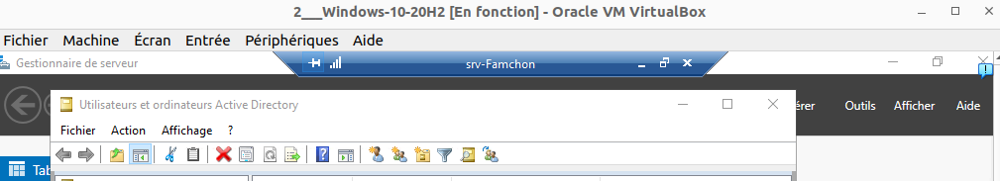 2___Windows-10-20H2 [En fonction] - Oracle VM VirtualBox
Fichier Machine Écran Entrée Périphériques Aide
Gestionnaire de serveur srv-Famchon
Utilisateurs et ordinateurs Active Directory
érer Outils Afficher Aide
Fichier Action Affichage ?
Tab